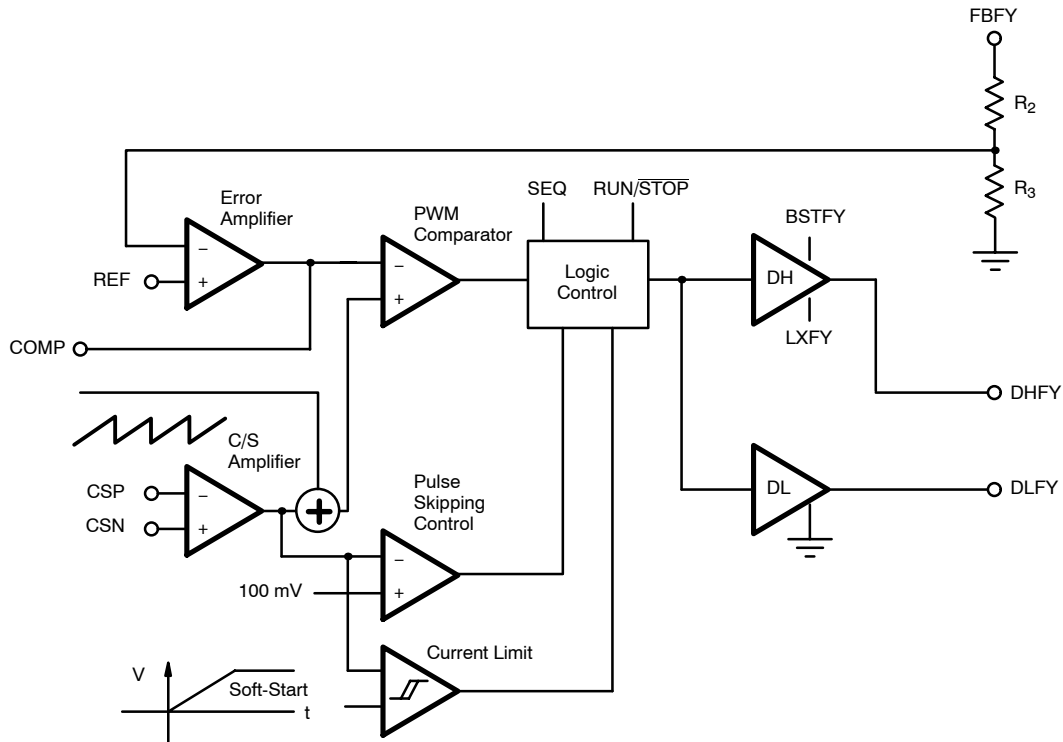 FBFY
R2
R3
Error
Amplifier
−
+
REF
COMP
PWM
Comparator
−
+
SEQ
RUN/S̅T̅O̅P̅
Logic
Control
BSTFY
DH
LXFY
DHFY
C/S
Amplifier
CSP
CSN
−
+
+
Pulse
Skipping
Control
−
+
100 mV
DL
DLFY
Current Limit
V
Soft-Start
t